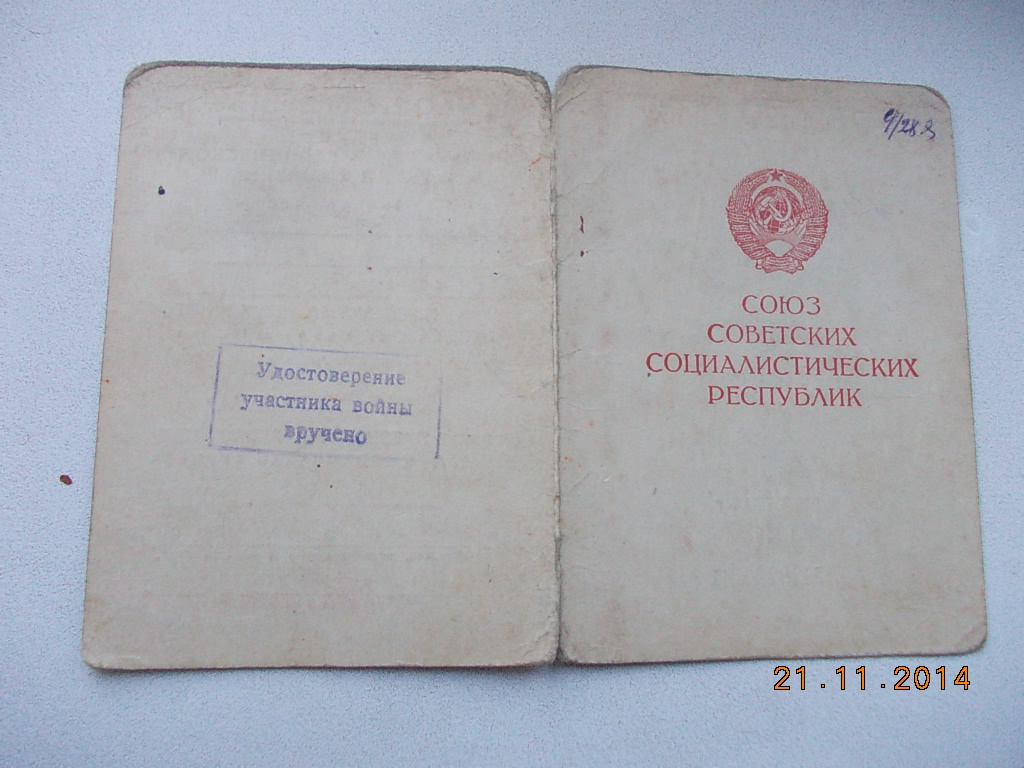 Удостоверение
участника войны
вручено
СОЮЗ
СОВЕТСКИХ
СОЦИАЛИСТИЧЕСКИХ
РЕСПУБЛИК
21.11.2014